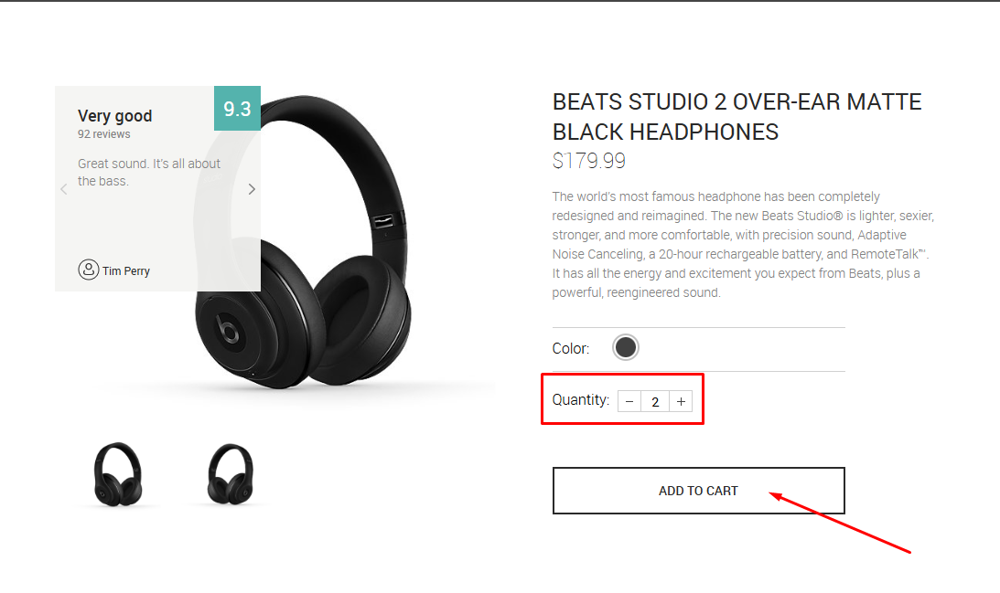 Very good
9.3
92 reviews
Great sound. It's all about
the bass.
Tim Perry
BEATS STUDIO 2 OVER-EAR MATTE
BLACK HEADPHONES
$179.99
The world's most famous headphone has been completely
redesigned and reimagined. The new Beats Studio® is lighter, sexier,
stronger, and more comfortable, with precision sound, Adaptive
Noise Canceling, a 20-hour rechargeable battery, and RemoteTalk™.
It has all the energy and excitement you expect from Beats, plus a
powerful, reengineered sound.
Color:
Quantity: − 2 +
ADD TO CART